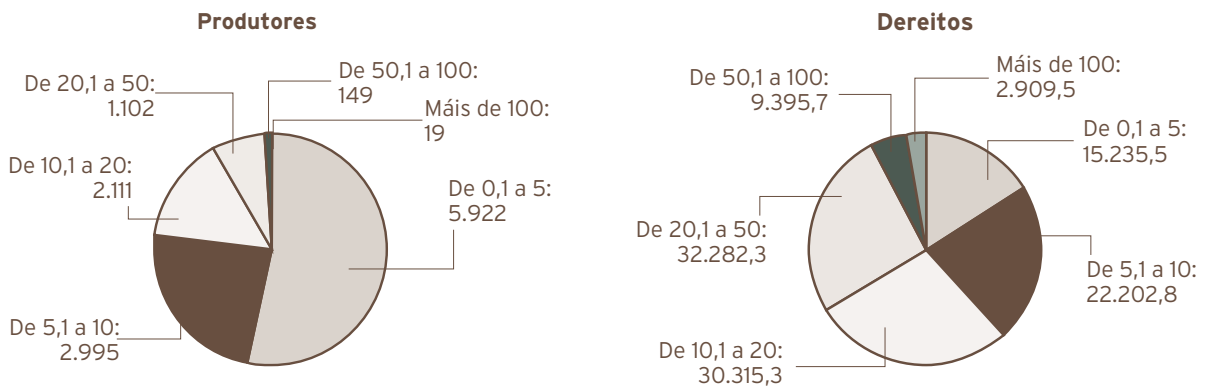 Produtores
De 20,1 a 50:
1.102
De 50,1 a 100:
149
Máis de 100:
19
De 10,1 a 20:
2.111
De 0,1 a 5:
5.922
De 5,1 a 10:
2.995
Dereitos
De 50,1 a 100:
9.395,7
Máis de 100:
2.909,5
De 0,1 a 5:
15.235,5
De 20,1 a 50:
32.282,3
De 5,1 a 10:
22.202,8
De 10,1 a 20:
30.315,3